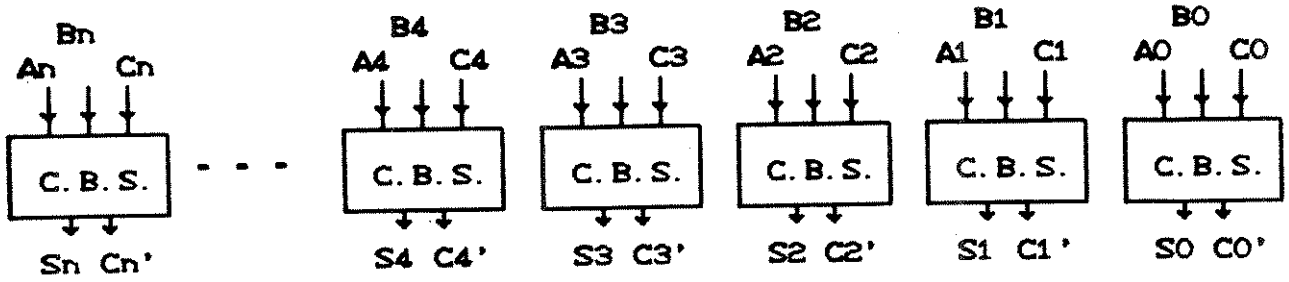 Bn B4 B3 B2 B1 B0
An Cn A4 C4 A3 C3 A2 C2 A1 C1 A0 C0
C. B. S. - - - C. B. S. C. B. S. C. B. S. C. B. S. C. B. S.
Sn Cn' S4 C4' S3 C3' S2 C2' S1 C1' S0 C0'